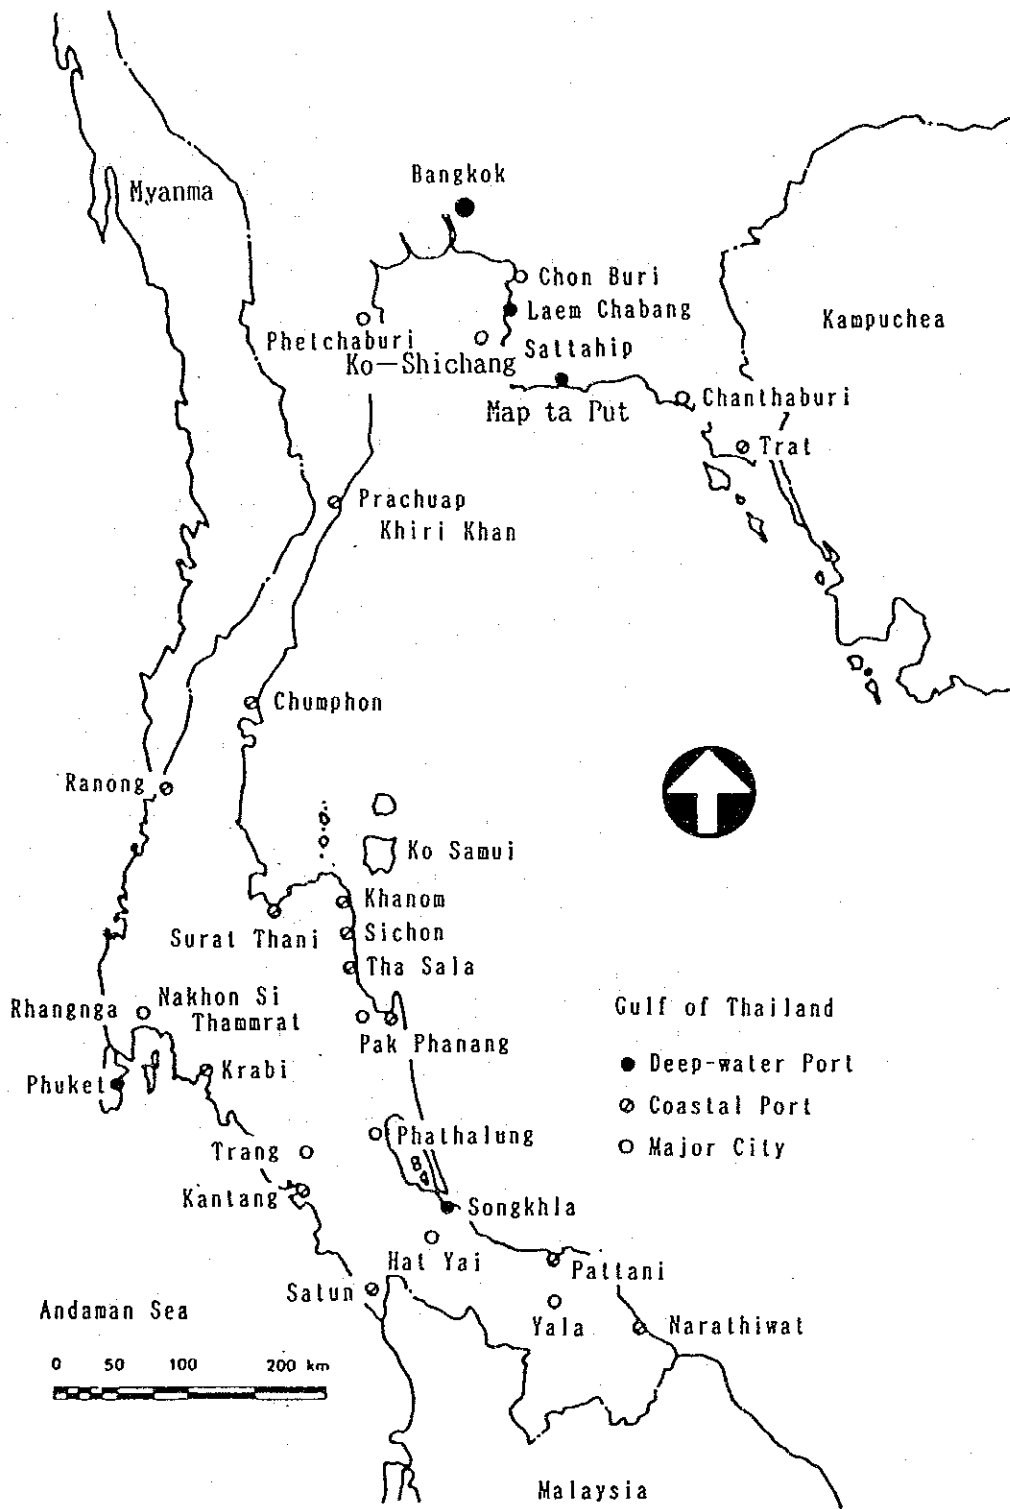 Bangkok
Myanma
Chon Buri
Laem Chabang
Kampuchea
Phetchaburi
Sattahip
Ko-Shichang
Chanthaburi
Map ta Put
Trat
Prachuap
Khiri Khan
Chumphon
Ranong
Ko Samui
Khanom
Surat Thani
Sichon
Tha Sala
Rhangnga
Nakhon Si
Thammrat
Gulf of Thailand
Pak Phanang
Deep-water Port
Krabi
Phuket
Coastal Port
Phathalung
Major City
Trang
Kantang
Songkhla
Hat Yai
Pattani
Satun
Andaman Sea
Yala
Narathiwat
0 50 100 200 km
Malaysia